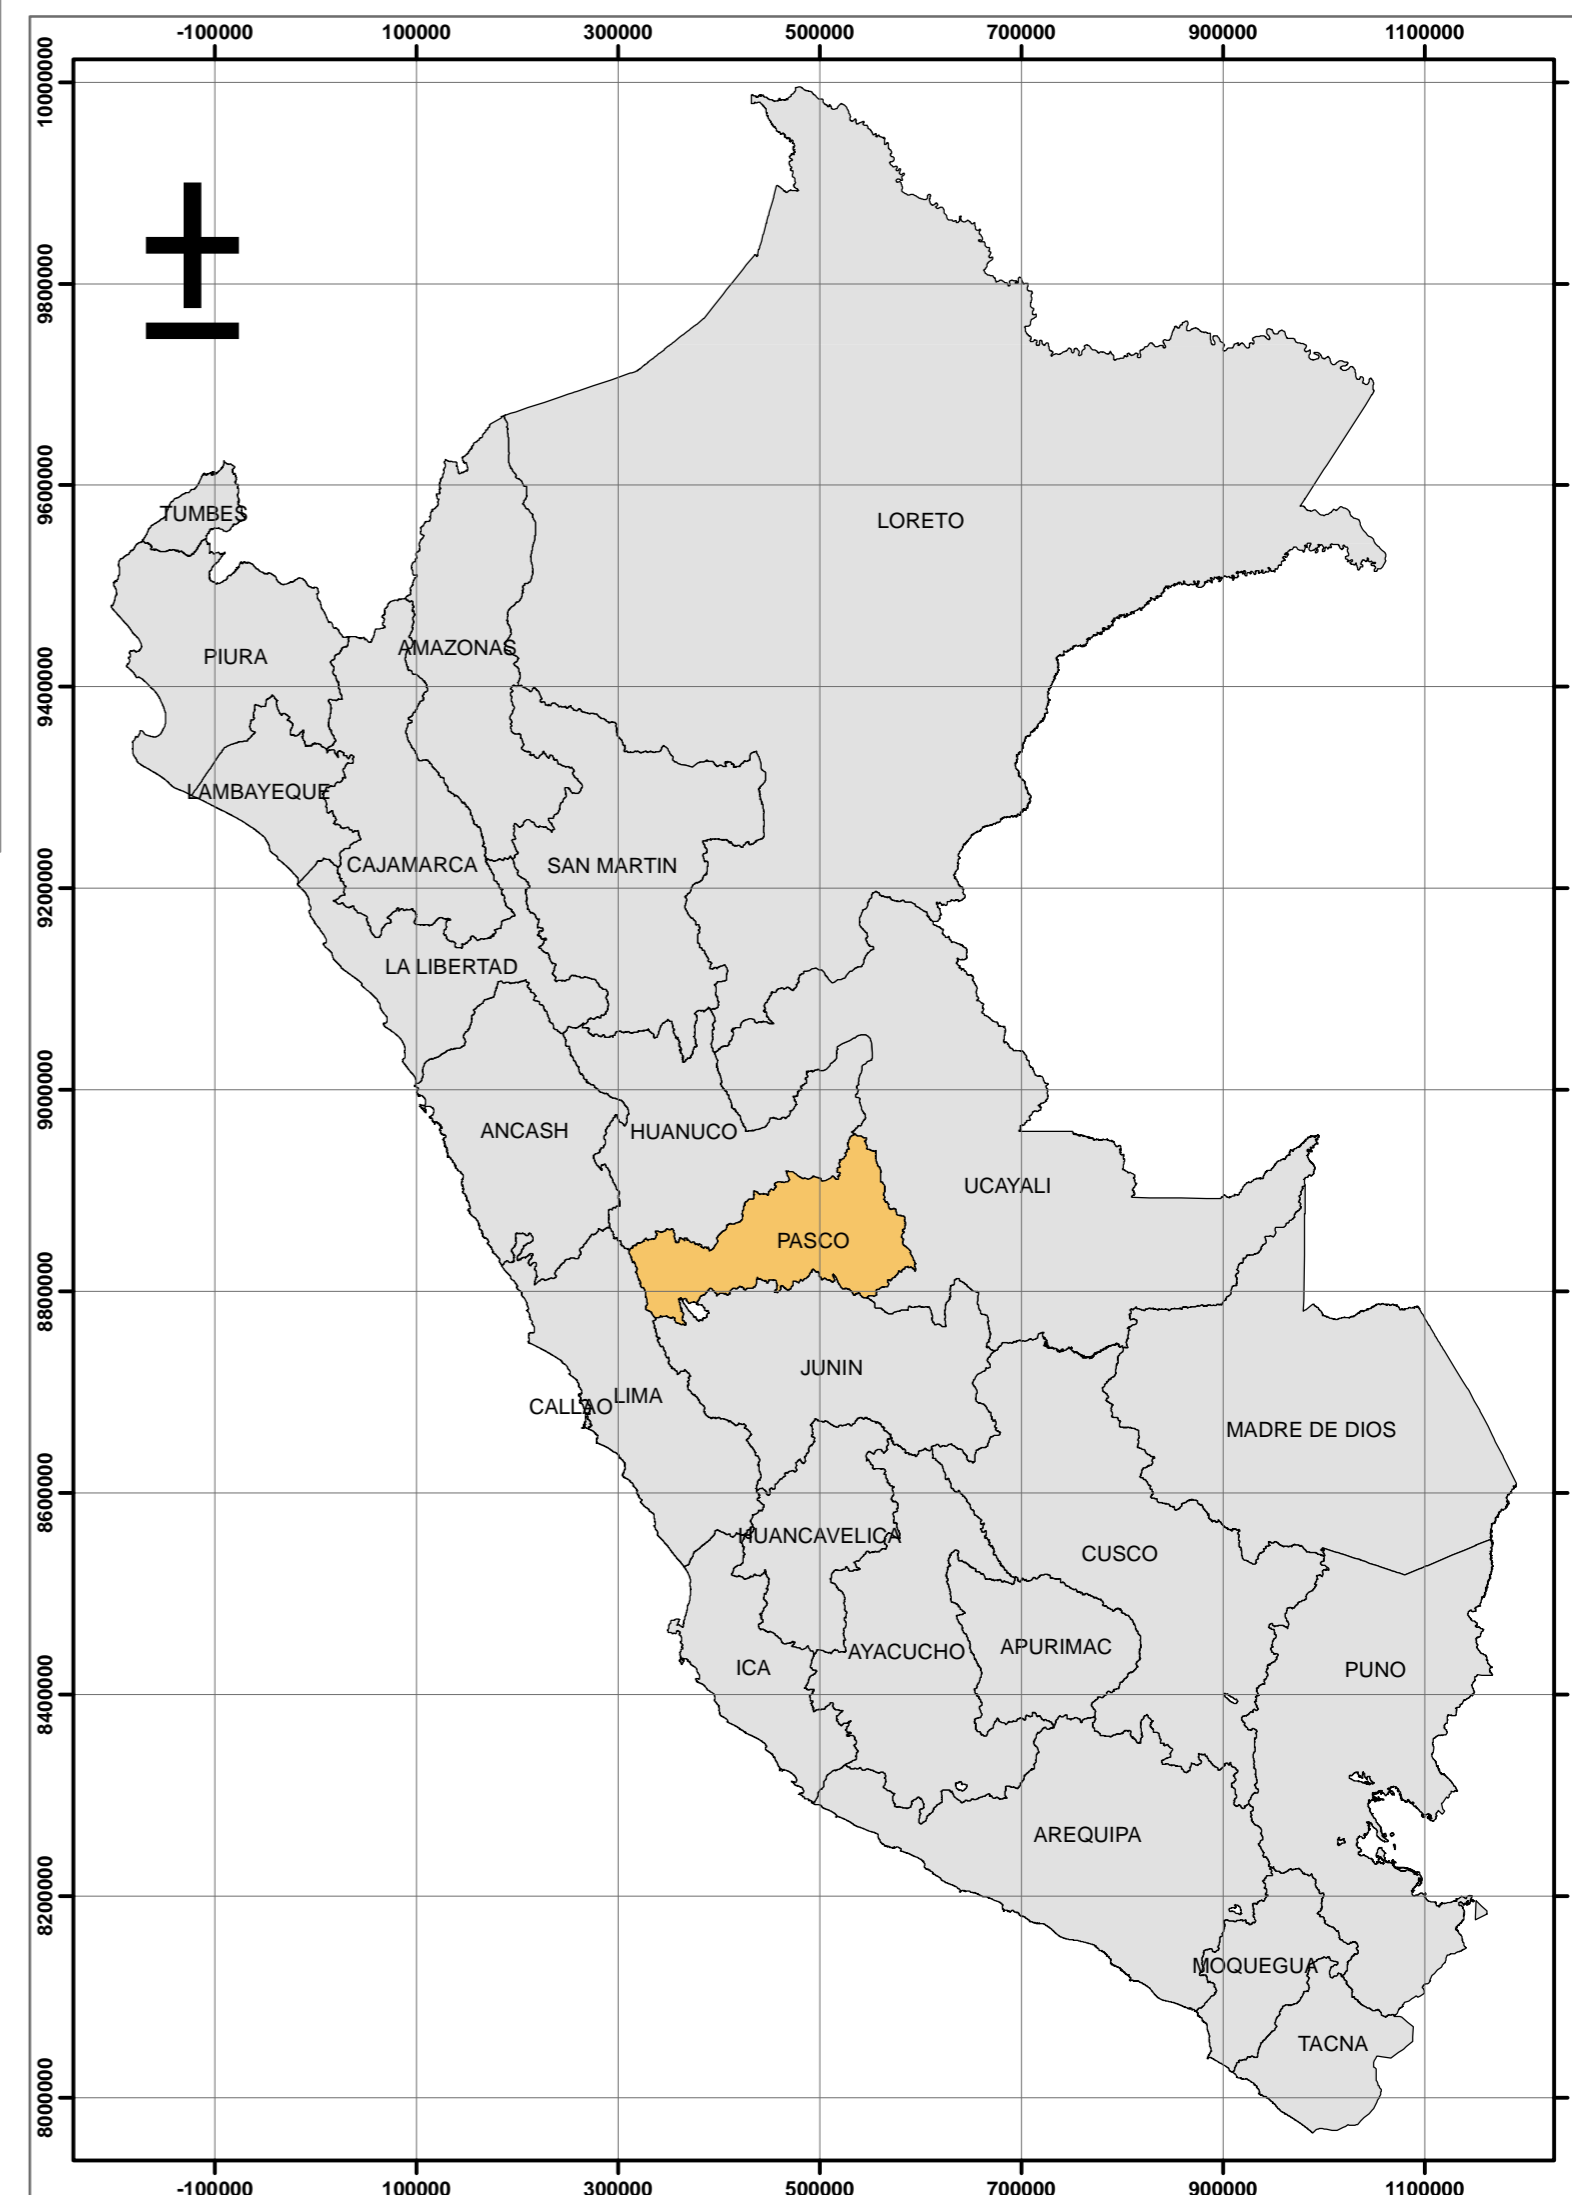 -100000 100000 300000 500000 700000 900000 1100000
10000000
9800000
9600000
9400000
9200000
9000000
8800000
8600000
8400000
8200000
8000000
TUMBES
LORETO
AMAZONAS
PIURA
LAMBAYEQUE
CAJAMARCA
SAN MARTIN
LA LIBERTAD
ANCASH
HUANUCO
UCAYALI
PASCO
JUNIN
LIMA
CALLAO
MADRE DE DIOS
HUANCAVELICA
CUSCO
APURIMAC
AYACUCHO
ICA
PUNO
AREQUIPA
MOQUEGUA
TACNA
-100000 100000 300000 500000 700000 900000 1100000